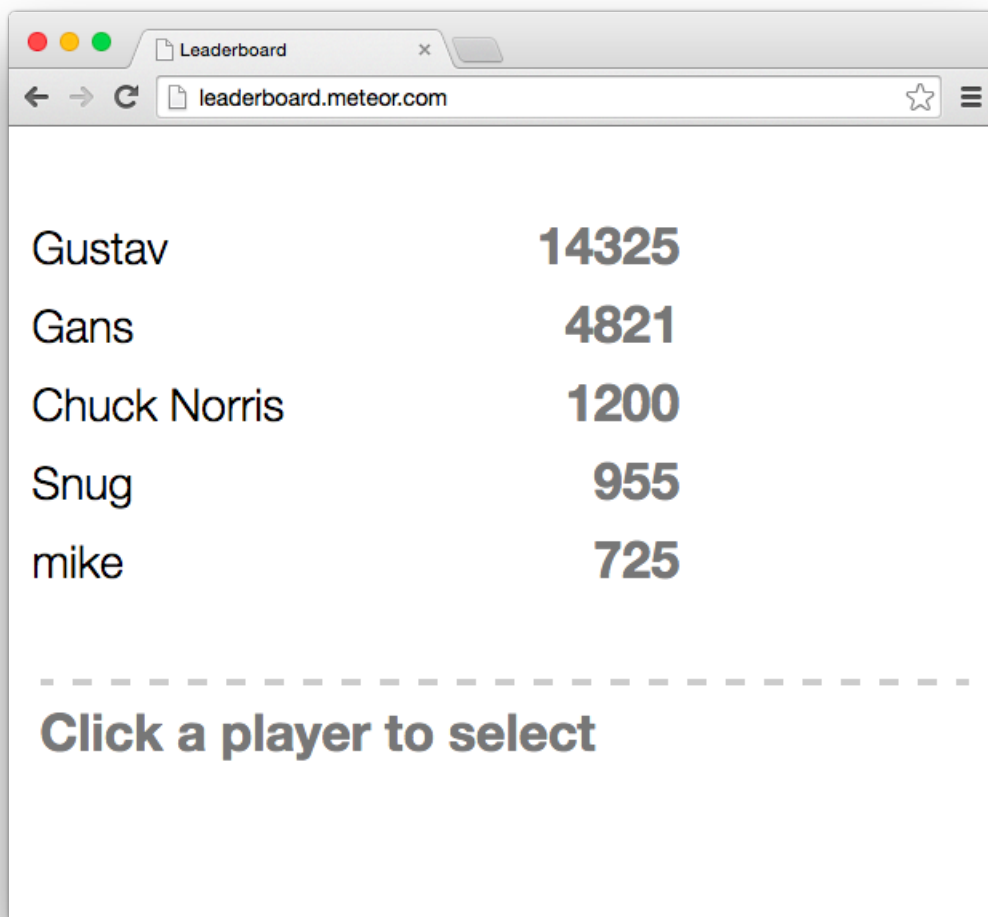 Leaderboard
leaderboard.meteor.com
Gustav 14325
Gans 4821
Chuck Norris 1200
Snug 955
mike 725
Click a player to select